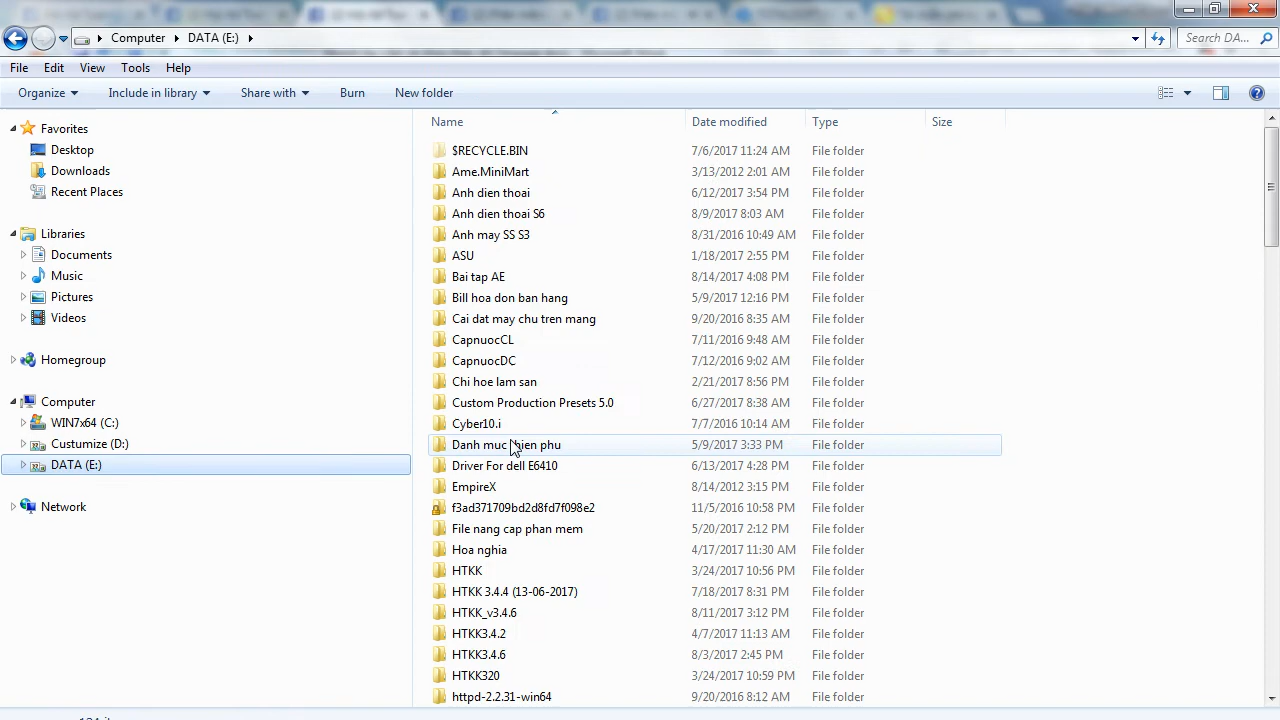 Computer DATA (E:) Search DA...
File Edit View Tools Help
Organize Include in library Share with Burn New folder
Favorites
Desktop
Downloads
Recent Places
Libraries
Documents
Music
Pictures
Videos
Homegroup
Computer
WIN7x64 (C:)
Custumize (D:)
DATA (E:)
Network
Name Date modified Type Size
$RECYCLE.BIN 7/6/2017 11:24 AM File folder
Ame.MiniMart 3/13/2012 2:01 AM File folder
Anh dien thoai 6/12/2017 3:54 PM File folder
Anh dien thoai S6 8/9/2017 8:03 AM File folder
Anh may SS S3 8/31/2016 10:49 AM File folder
ASU 1/18/2017 2:55 PM File folder
Bai tap AE 8/14/2017 4:08 PM File folder
Bill hoa don ban hang 5/9/2017 12:16 PM File folder
Cai dat may chu tren mang 9/20/2016 8:35 AM File folder
CapnuocCL 7/11/2016 9:48 AM File folder
CapnuocDC 7/12/2016 9:02 AM File folder
Chi hoe lam san 2/21/2017 8:56 PM File folder
Custom Production Presets 5.0 6/27/2017 8:38 AM File folder
Cyber10.i 7/7/2016 10:14 AM File folder
Danh muc phu 5/9/2017 3:33 PM File folder
Driver For dell E6410 6/13/2017 4:28 PM File folder
EmpireX 8/14/2012 3:15 PM File folder
f3ad371709bd2d8fd7f098e2 11/5/2016 10:58 PM File folder
File nang cap phan mem 5/20/2017 2:12 PM File folder
Hoa nghia 4/17/2017 11:30 AM File folder
HTKK 3/24/2017 10:56 PM File folder
HTKK 3.4.4 (13-06-2017) 7/18/2017 8:31 PM File folder
HTKK_v3.4.6 8/11/2017 3:12 PM File folder
HTKK3.4.2 4/7/2017 11:13 AM File folder
HTKK3.4.6 8/3/2017 2:45 PM File folder
HTKK320 3/24/2017 10:59 PM File folder
httpd-2.2.31-win64 9/20/2016 8:12 AM File folder